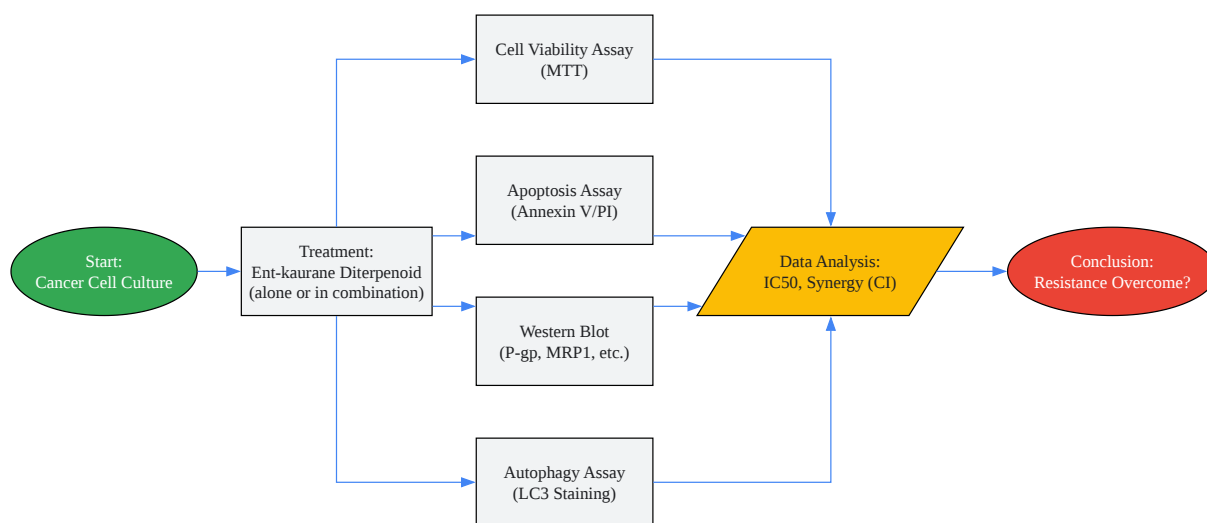 Start:
Cancer Cell Culture
Treatment:
Ent-kaurane Diterpenoid
(alone or in combination)
Cell Viability Assay
(MTT)
Apoptosis Assay
(Annexin V/PI)
Western Blot
(P-gp, MRP1, etc.)
Autophagy Assay
(LC3 Staining)
Data Analysis:
IC50, Synergy (CI)
Conclusion:
Resistance Overcome?